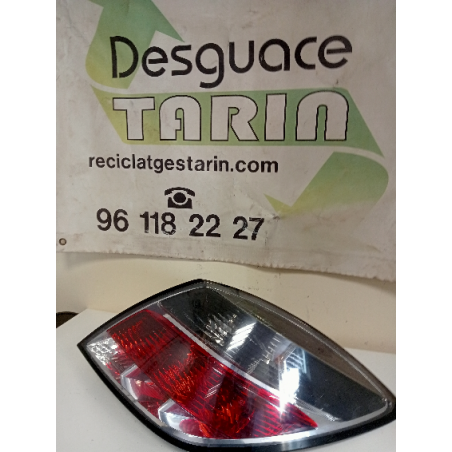 Desguace
TARIN
reciclatgestarin.com
96 118 22 27